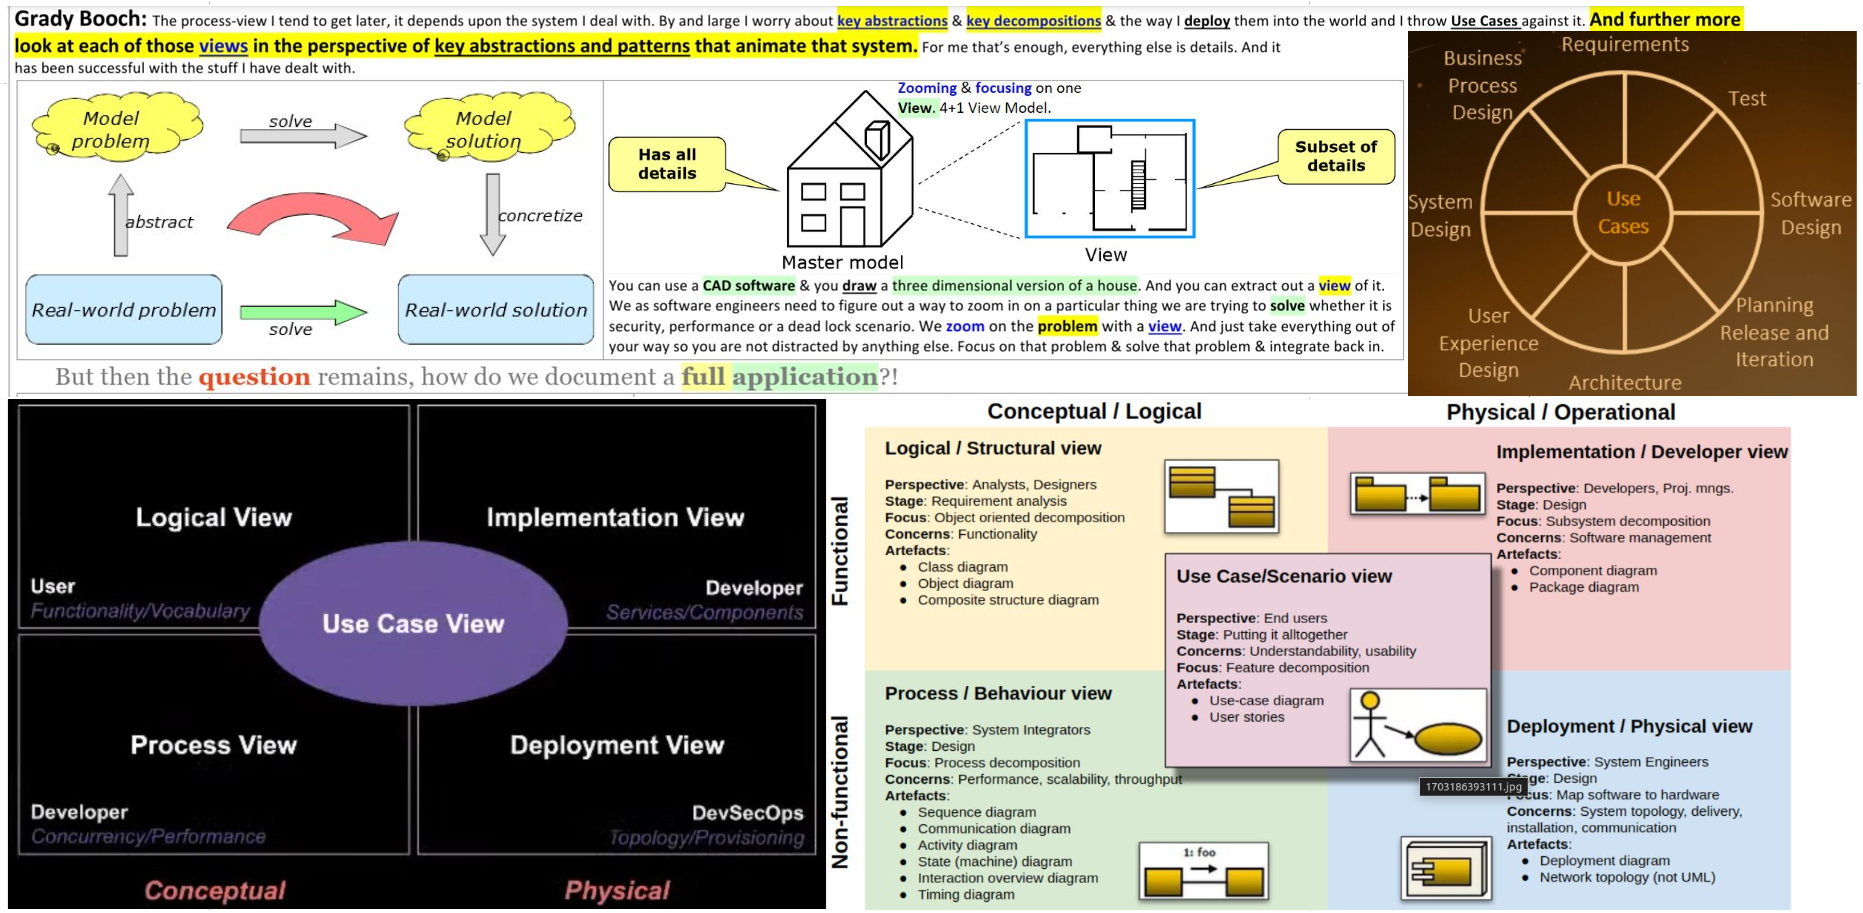 Grady Booch: The process-view I tend to get later, it depends upon the system I deal with. By and large I worry about key abstractions & key decompositions & the way I deploy them into the world and I throw Use Cases against it. And further more
look at each of those views in the perspective of key abstractions and patterns that animate that system. For me that's enough, everything else is details. And it
has been successful with the stuff I have dealt with.
Model
problem
solve
Model
solution
abstract
concretize
Real-world problem
solve
Real-world solution
Zooming & focusing on one
View. 4+1 View Model.
Has all
details
Subset of
details
Master model
View
You can use a CAD software & you draw a three dimensional version of a house. And you can extract out a view of it.
We as software engineers need to figure out a way to zoom in on a particular thing we are trying to solve whether it is
security, performance or a dead lock scenario. We zoom on the problem with a view. And just take everything out of
your way so you are not distracted by anything else. Focus on that problem & solve that problem & integrate back in.
Requirements
Business
Process
Design
Test
System
Design
Use
Cases
Software
Design
User
Experience
Design
Planning
Release and
Iteration
Architecture
But then the question remains, how do we document a full application?!
Logical View
Implementation View
User
Functionality/Vocabulary
Developer
Services/Components
Use Case View
Process View
Deployment View
Developer
Concurrency/Performance
DevSecOps
Topology/Provisioning
Conceptual
Physical
Conceptual / Logical
Physical / Operational
Functional
Non-functional
Logical / Structural view
Perspective: Analysts, Designers
Stage: Requirement analysis
Focus: Object oriented decomposition
Concerns: Functionality
Artefacts:
● Class diagram
● Object diagram
● Composite structure diagram
Implementation / Developer view
Perspective: Developers, Proj. mngs.
Stage: Design
Focus: Subsystem decomposition
Concerns: Software management
Artefacts:
● Component diagram
● Package diagram
Use Case/Scenario view
Perspective: End users
Stage: Putting it alltogether
Concerns: Understandability, usability
Focus: Feature decomposition
Artefacts:
● Use-case diagram
● User stories
Process / Behaviour view
Perspective: System Integrators
Stage: Design
Focus: Process decomposition
Concerns: Performance, scalability, throughput
Artefacts:
● Sequence diagram
● Communication diagram
● Activity diagram
● State (machine) diagram
● Interaction overview diagram
● Timing diagram
1: foo
Deployment / Physical view
Perspective: System Engineers
Stage: Design
Focus: Map software to hardware
Concerns: System topology, delivery,
installation, communication
Artefacts:
● Deployment diagram
● Network topology (not UML)
1703186393111.jpg